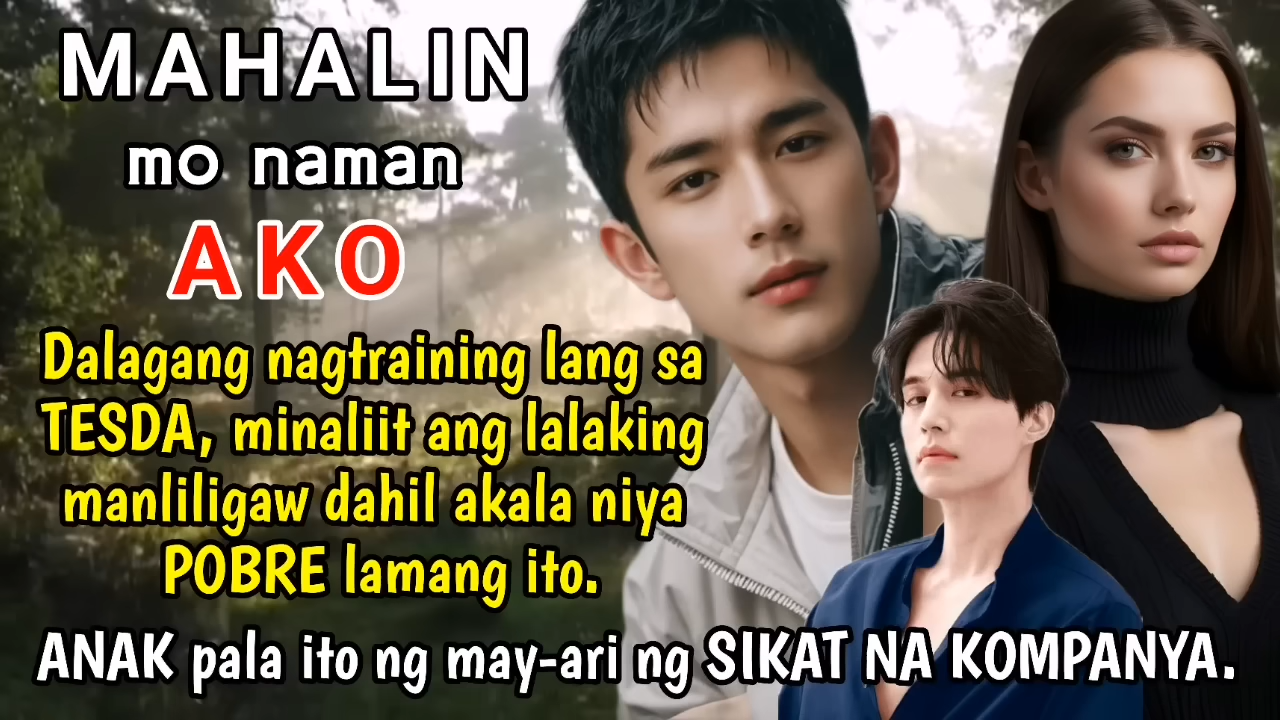 MAHALIN
mo naman
AKO
Dalagang nagtraining lang sa
TESDA, minaliit ang lalaking
manliligaw dahil akala niya
POBRE lamang ito.
ANAK pala ito ng may-ari ng SIKAT NA KOMPANYA.